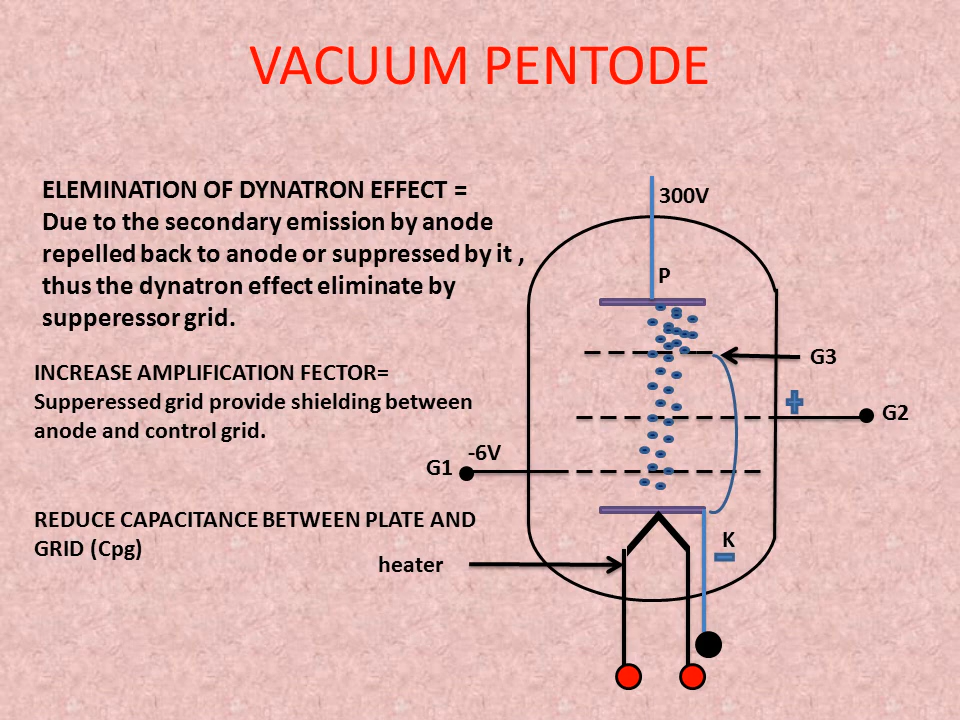 VACUUM PENTODE
ELEMINATION OF DYNATRON EFFECT =
Due to the secondary emission by anode
repelled back to anode or suppressed by it ,
thus the dynatron effect eliminate by
supperessor grid.
INCREASE AMPLIFICATION FECTOR=
Supperessed grid provide shielding between
anode and control grid.
REDUCE CAPACITANCE BETWEEN PLATE AND
GRID (Cpg)
300V
P
G3
G2
-6V
G1
K
heater